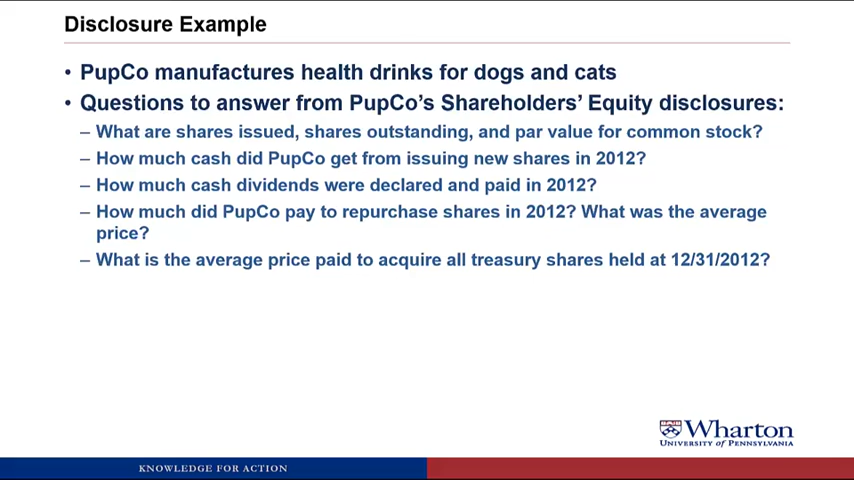 Disclosure Example
• PupCo manufactures health drinks for dogs and cats
• Questions to answer from PupCo’s Shareholders’ Equity disclosures:
– What are shares issued, shares outstanding, and par value for common stock?
– How much cash did PupCo get from issuing new shares in 2012?
– How much cash dividends were declared and paid in 2012?
– How much did PupCo pay to repurchase shares in 2012? What was the average
price?
– What is the average price paid to acquire all treasury shares held at 12/31/2012?
Wharton
UNIVERSITY of PENNSYLVANIA
KNOWLEDGE FOR ACTION